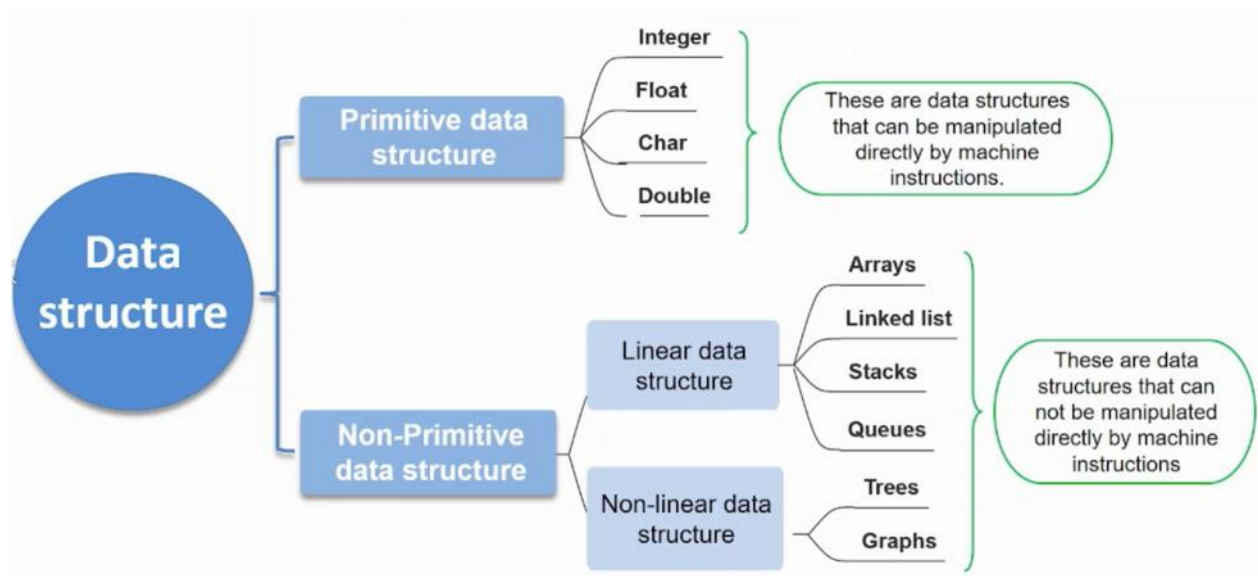 Data
structure
Primitive data
structure
Integer
Float
Char
Double
These are data structures
that can be manipulated
directly by machine
instructions.
Non-Primitive
data structure
Linear data
structure
Arrays
Linked list
Stacks
Queues
Non-linear data
structure
Trees
Graphs
These are data
structures that can
not be manipulated
directly by machine
instructions